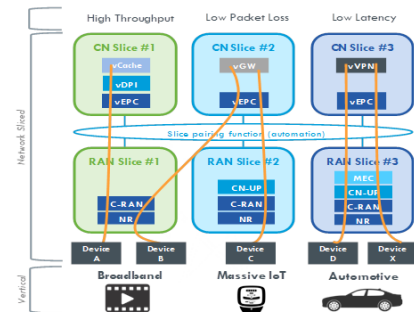 High Throughput
Low Packet Loss
Low Latency
CN Slice #1
CN Slice #2
CN Slice #3
vCache
vGW
vVPN
vDPI
vEPC
vEPC
vEPC
Slice pairing function (automation)
RAN Slice #1
RAN Slice #2
RAN Slice #3
MEC
CN-UP
CN-UP
C-RAN
C-RAN
C-RAN
NR
NR
NR
Device A
Device B
Device C
Device D
Device X
Broadband
Massive IoT
Automotive
Network Sliced
Vertical